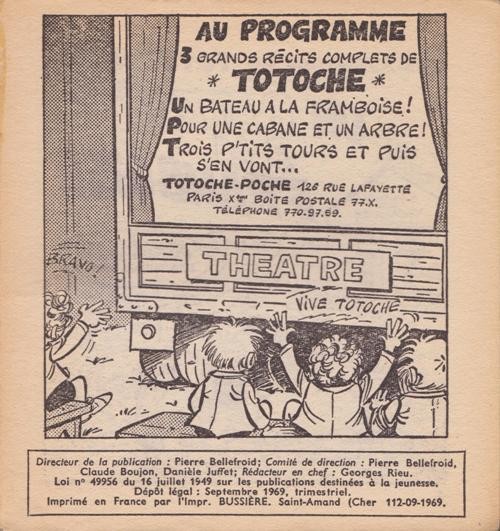 AU PROGRAMME
3 GRANDS RÉCITS COMPLETS DE
* TOTOCHE *
UN BATEAU A LA FRAMBOISE !
POUR UNE CABANE ET UN ARBRE !
TROIS P'TITS TOURS ET PUIS
S'EN VONT...
TOTOCHE-POCHE 126 RUE LAFAYETTE
PARIS Xème BOITE POSTALE 77.X.
TÉLÉPHONE 770.97.59.
BRAVO !
THEATRE
VIVE TOTOCHE
Directeur de la publication : Pierre Bellefroid; Comité de direction : Pierre Bellefroid,
Claude Boujon, Danièle Juffet; Rédacteur en chef : Georges Rieu.
Loi n° 49956 du 16 juillet 1949 sur les publications destinées à la jeunesse.
Dépôt légal : Septembre 1969, trimestriel.
Imprimé en France par l'Impr. BUSSIÈRE. Saint-Amand (Cher 112-09-1969.